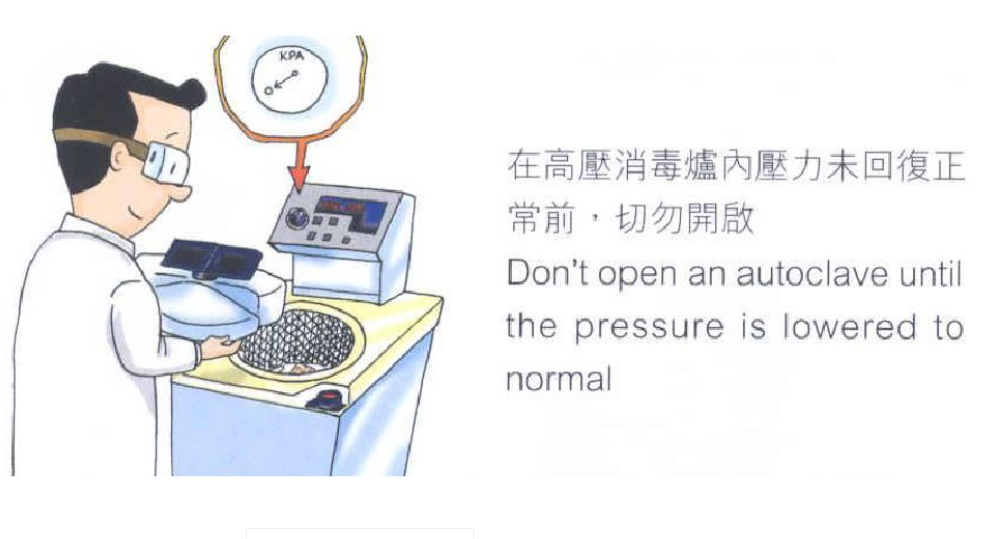 KPA
在高壓消毒爐內壓力未回復正
常前，切勿開啟
Don't open an autoclave until
the pressure is lowered to
normal